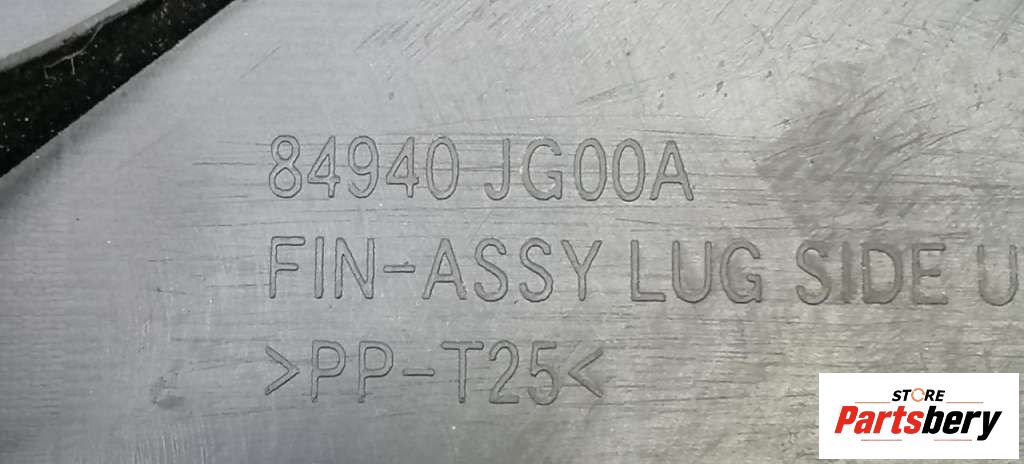 84940 JG00A
FIN-ASSY LUG SIDE U
>PP-T25<
STORE
Partsbery